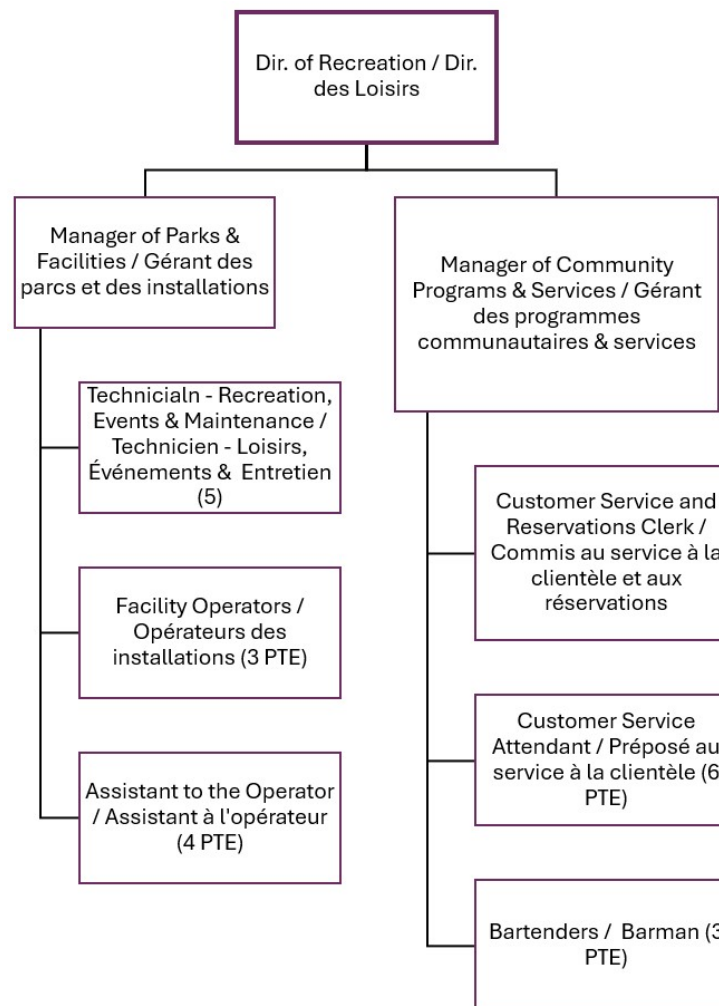 Dir. of Recreation / Dir.
des Loisirs
Manager of Parks &
Facilities / Gérant des
parcs et des installations
Technicialn - Recreation,
Events & Maintenance /
Technicien - Loisirs,
Événements &  Entretien
(5)
Facility Operators /
Opérateurs des
installations (3 PTE)
Assistant to the Operator
/ Assistant à l'opérateur
(4 PTE)
Manager of Community
Programs & Services / Gérant
des programmes
communautaires & services
Customer Service and
Reservations Clerk /
Commis au service à la
clientèle et aux
réservations
Customer Service
Attendant / Préposé au
service à la clientèle (6
PTE)
Bartenders /  Barman (3
PTE)